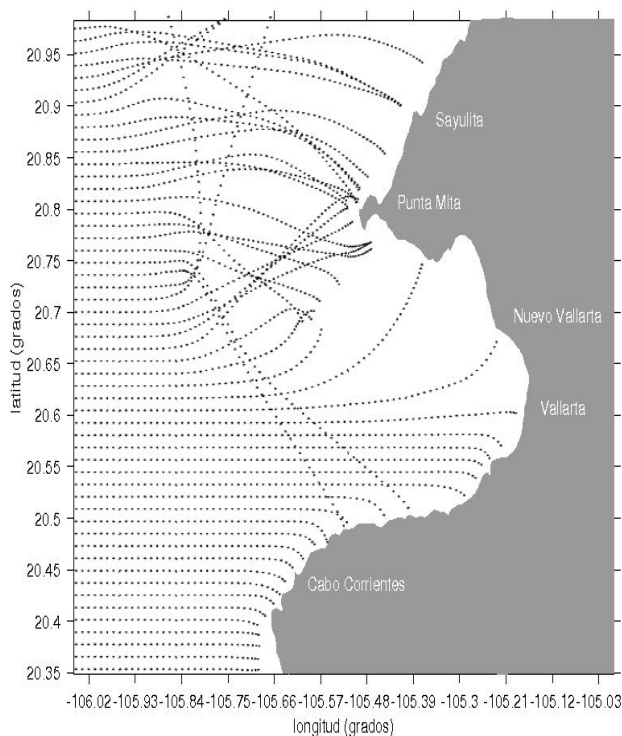 20.95
20.9
20.85
20.8
20.75
20.7
20.65
20.6
20.55
20.5
20.45
20.4
20.35
latitud (grados)
Sayulita
Punta Mita
Nuevo Vallarta
Vallarta
Cabo Corrientes
-106.02 -105.93 -105.84 -105.75 -105.66 -105.57 -105.48 -105.39 -105.3 -105.21 -105.12 -105.03
longitud (grados)